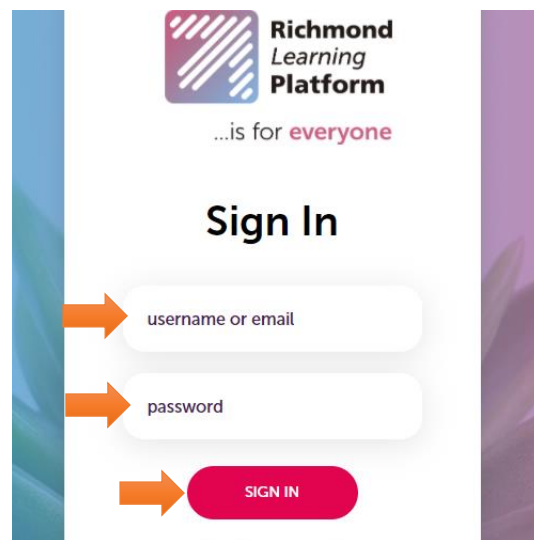 Richmond
Learning
Platform
...is for everyone
Sign In
username or email
password
SIGN IN